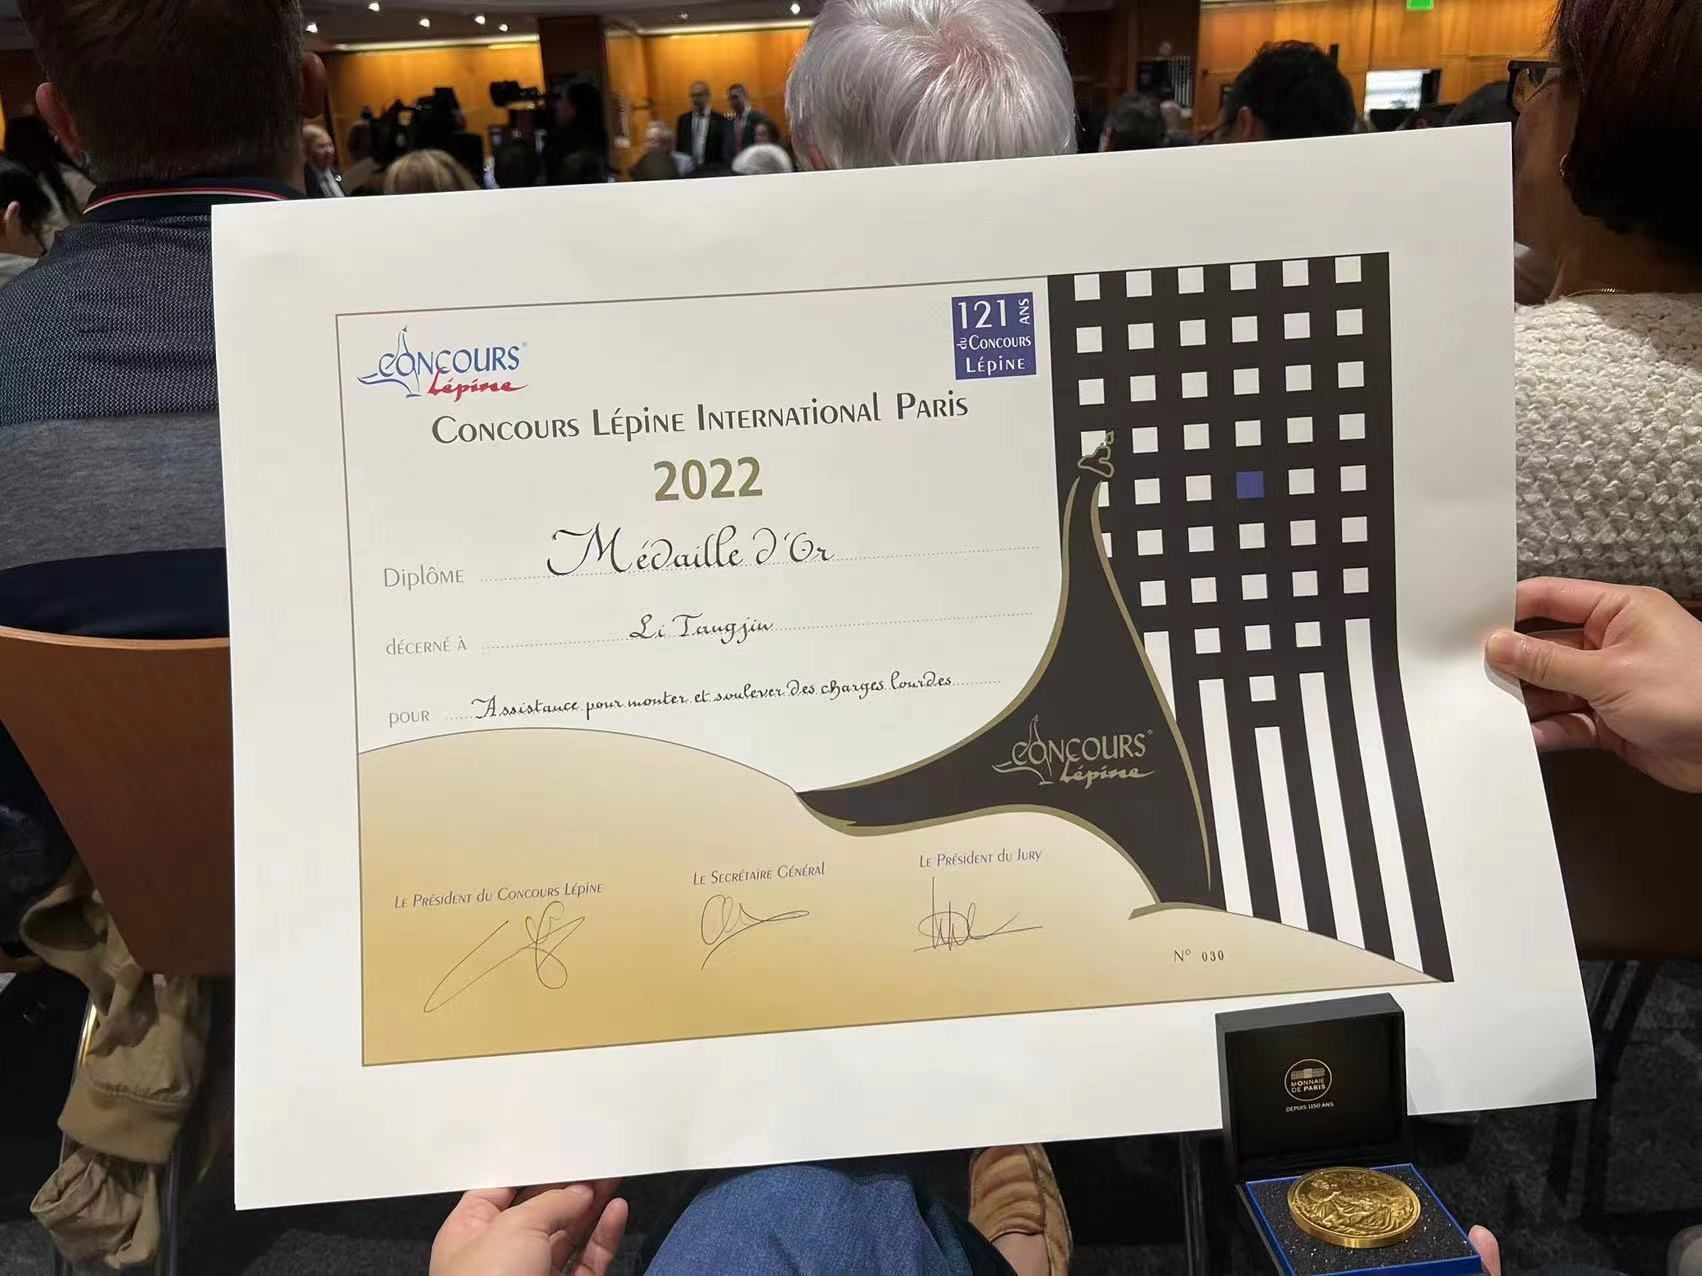 CONCOURS
Lépine
121 ANS
du CONCOURS
LÉPINE
CONCOURS LÉPINE INTERNATIONAL PARIS
2022
DIPLÔME Médaille d'Or
DÉCERNÉ À Li Tangjin
POUR Assistance pour monter et soulever des charges lourdes
CONCOURS
Lépine
LE PRÉSIDENT DU CONCOURS LÉPINE
LE SECRÉTAIRE GÉNÉRAL
LE PRÉSIDENT DU JURY
N° 030
MONNAIE
DE PARIS
DEPUIS 1150 ANS